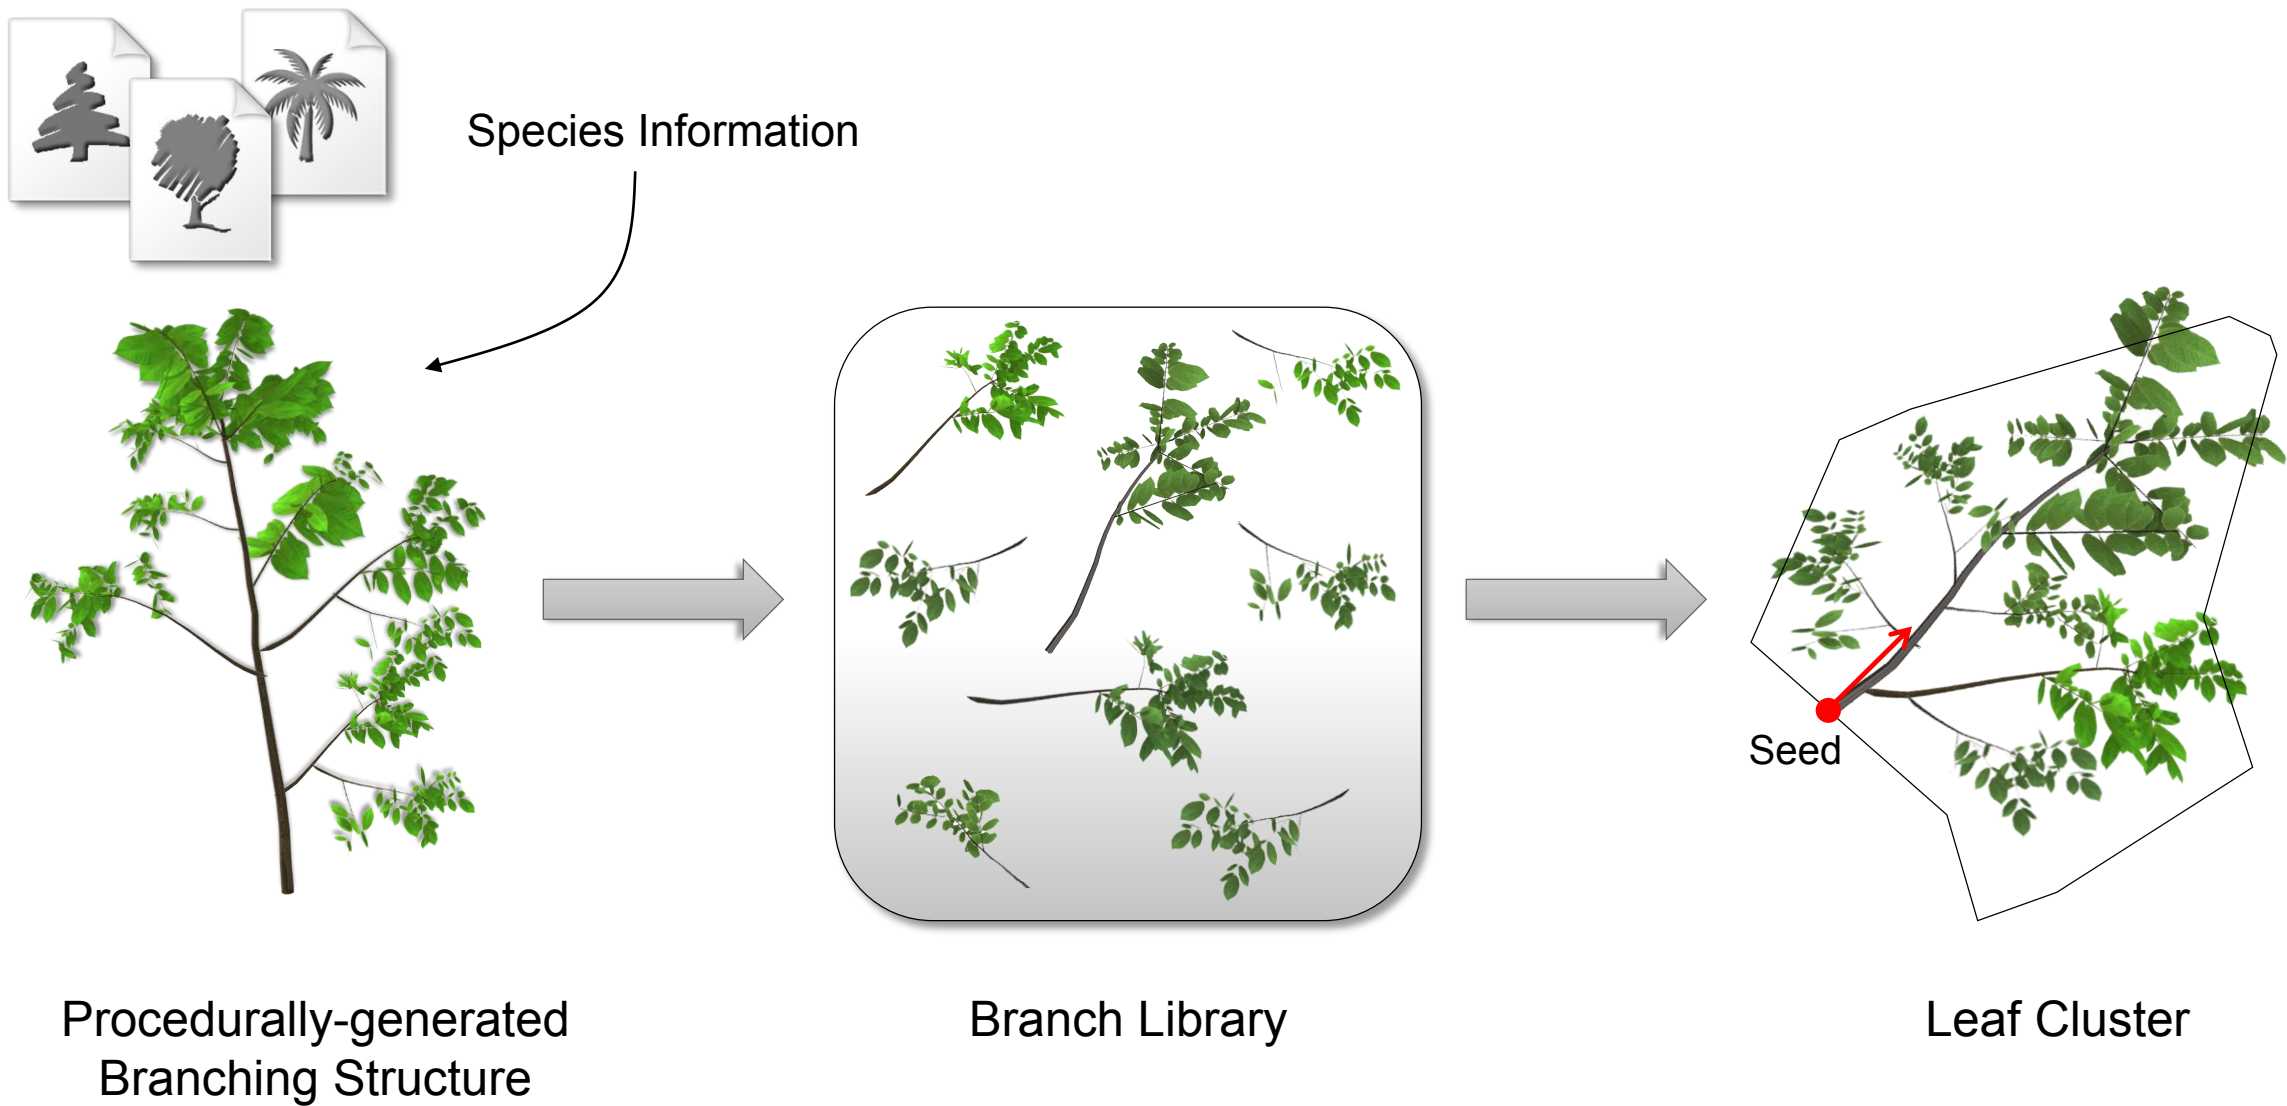 Species Information
Seed
Procedurally-generated
Branching Structure
Branch Library
Leaf Cluster